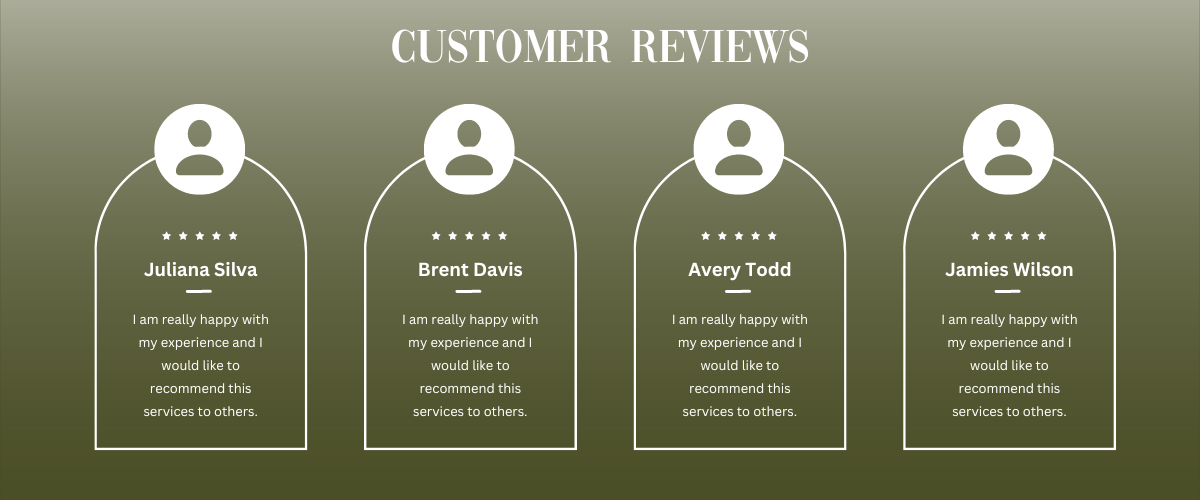 CUSTOMER REVIEWS
Juliana Silva
I am really happy with
my experience and I
would like to
recommend this
services to others.
Brent Davis
I am really happy with
my experience and I
would like to
recommend this
services to others.
Avery Todd
I am really happy with
my experience and I
would like to
recommend this
services to others.
Jamies Wilson
I am really happy with
my experience and I
would like to
recommend this
services to others.